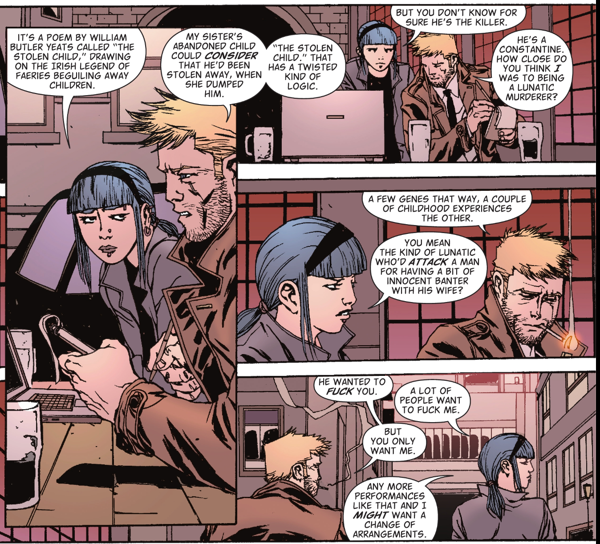 IT'S A POEM BY WILLIAM
BUTLER YEATS CALLED "THE
STOLEN CHILD," DRAWING
ON THE IRISH LEGEND OF
FAERIES BEGUILING AWAY
CHILDREN.
MY SISTER'S
ABANDONED CHILD
COULD CONSIDER
THAT HE'D BEEN
STOLEN AWAY, WHEN
SHE DUMPED
HIM.
"THE STOLEN
CHILD." THAT
HAS A TWISTED
KIND OF
LOGIC.
BUT YOU DON'T KNOW FOR
SURE HE'S THE KILLER.
HE'S A
CONSTANTINE.
HOW CLOSE DO
YOU THINK I
WAS TO BEING
A LUNATIC
MURDERER?
A FEW GENES THAT WAY, A COUPLE
OF CHILDHOOD EXPERIENCES
THE OTHER.
YOU MEAN
THE KIND OF LUNATIC
WHO'D ATTACK A MAN
FOR HAVING A BIT OF
INNOCENT BANTER
WITH HIS WIFE?
HE WANTED TO
FUCK YOU.
A LOT OF
PEOPLE WANT
TO FUCK ME.
BUT
YOU ONLY
WANT ME.
ANY MORE
PERFORMANCES
LIKE THAT AND I
MIGHT WANT A
CHANGE OF
ARRANGEMENTS.